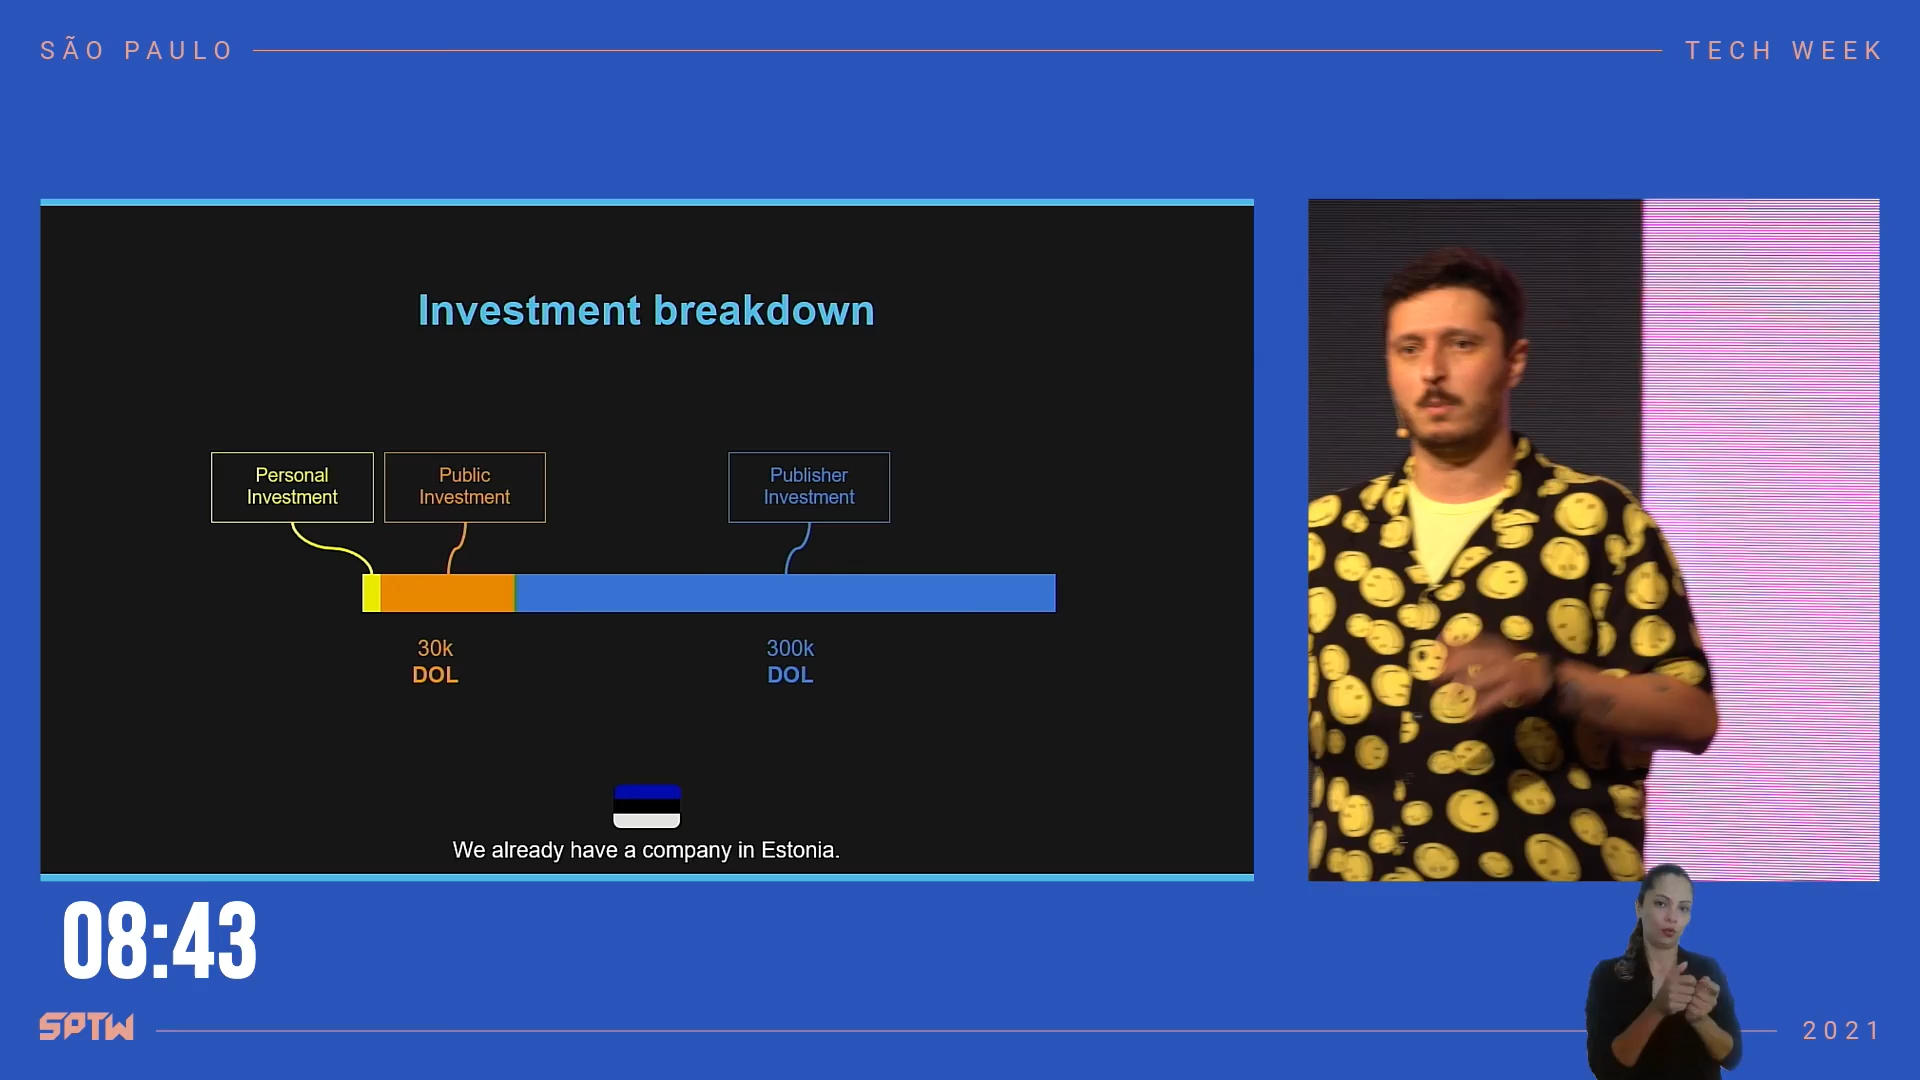 SÃO PAULO
TECH WEEK
Investment breakdown
Personal
Investment
Public
Investment
Publisher
Investment
30k
DOL
300k
DOL
We already have a company in Estonia.
08:43
SPTW
2021